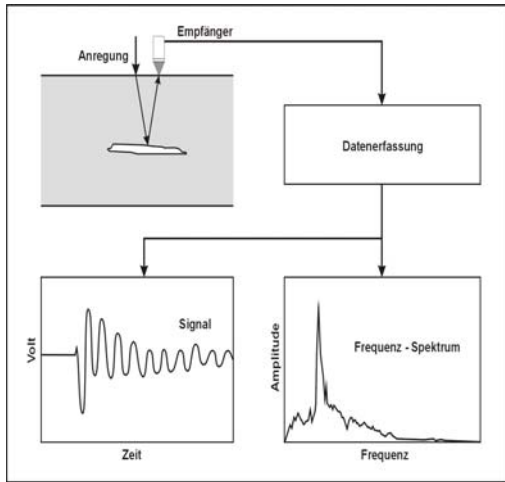 Empfänger
Anregung
Datenerfassung
Volt
Signal
Zeit
Amplitude
Frequenz - Spektrum
Frequenz